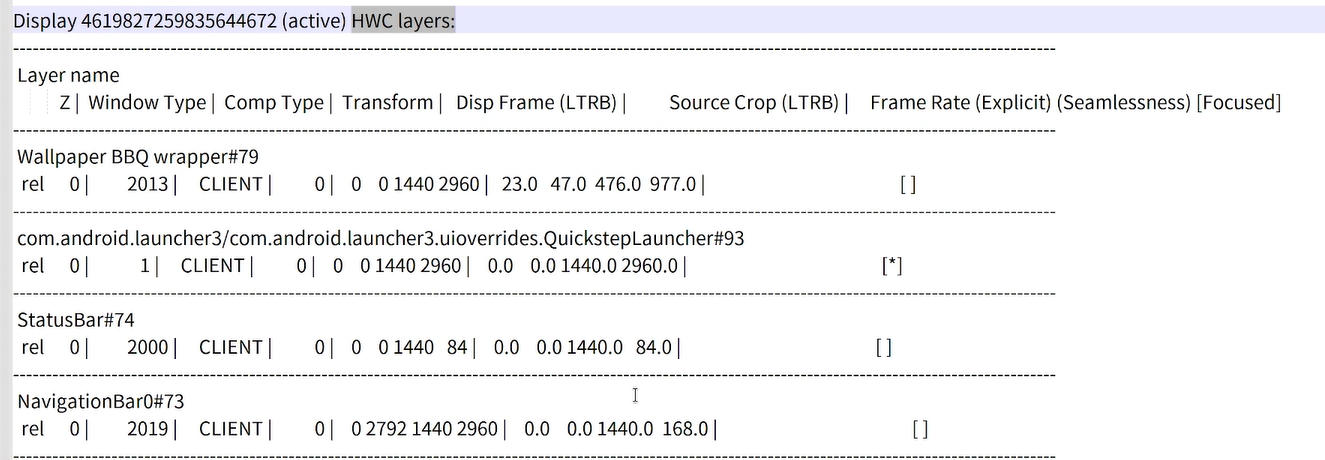 Display 4619827259835644672 (active) HWC layers:
---------------------------------------------------------------------------------------------------------------------------------------------------------------
Layer name
Z | Window Type | Comp Type | Transform | Disp Frame (LTRB) | Source Crop (LTRB) | Frame Rate (Explicit) (Seamlessness) [Focused]
---------------------------------------------------------------------------------------------------------------------------------------------------------------
Wallpaper BBQ wrapper#79
rel 0 | 2013 | CLIENT | 0 | 0 0 1440 2960 | 23.0 47.0 476.0 977.0 | [ ]
---------------------------------------------------------------------------------------------------------------------------------------------------------------
com.android.launcher3/com.android.launcher3.uioverrides.QuickstepLauncher#93
rel 0 | 1 | CLIENT | 0 | 0 0 1440 2960 | 0.0 0.0 1440.0 2960.0 | [*]
---------------------------------------------------------------------------------------------------------------------------------------------------------------
StatusBar#74
rel 0 | 2000 | CLIENT | 0 | 0 0 1440 84 | 0.0 0.0 1440.0 84.0 | [ ]
---------------------------------------------------------------------------------------------------------------------------------------------------------------
NavigationBar0#73
rel 0 | 2019 | CLIENT | 0 | 0 2792 1440 2960 | 0.0 0.0 1440.0 168.0 | [ ]
---------------------------------------------------------------------------------------------------------------------------------------------------------------